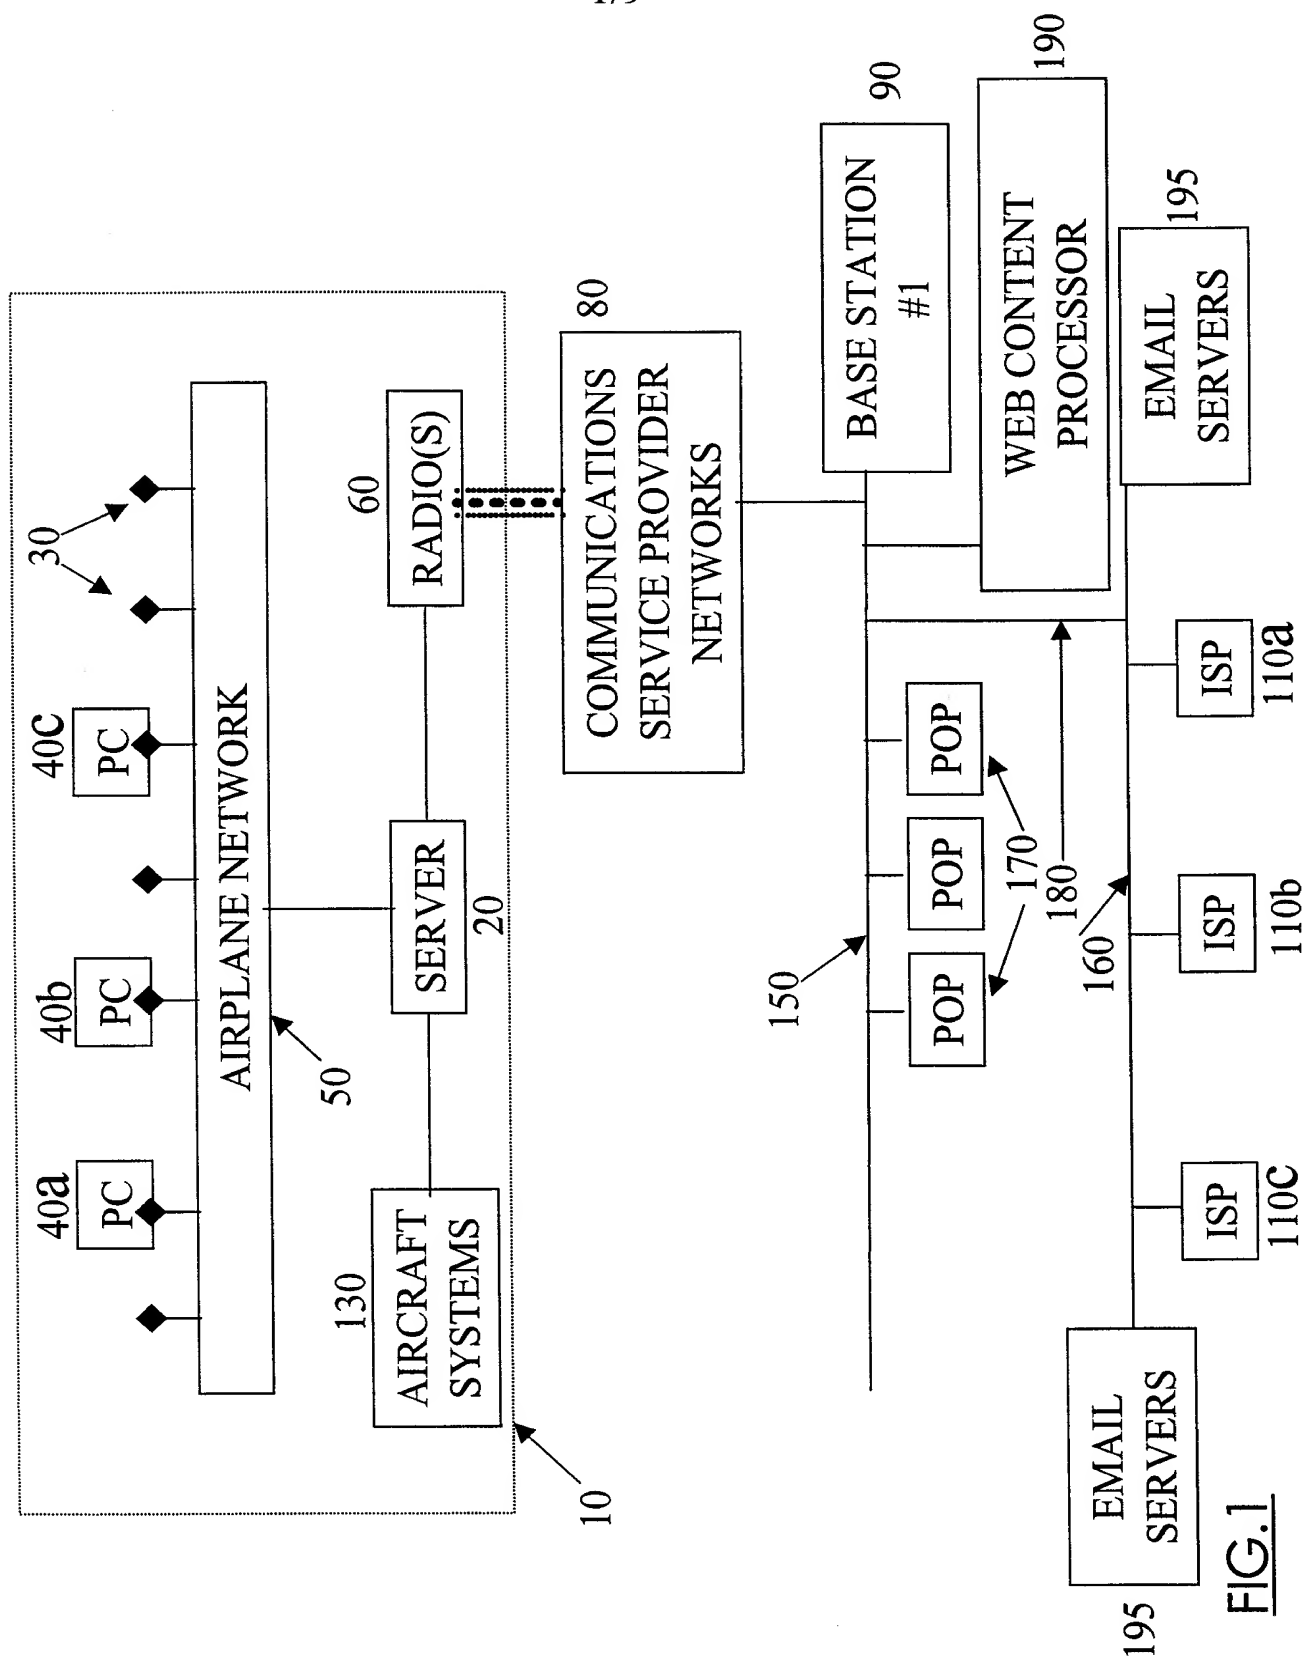 40a
40b
40c
30
PC
PC
PC
AIRPLANE NETWORK
50
130
60
AIRCRAFT
SYSTEMS
SERVER
RADIO(S)
20
10
80
COMMUNICATIONS
SERVICE PROVIDER
NETWORKS
150
90
BASE STATION
#1
POP
POP
POP
170
190
WEB CONTENT
PROCESSOR
180
160
195
EMAIL
SERVERS
195
EMAIL
SERVERS
ISP
ISP
ISP
110c
110b
110a
FIG.1